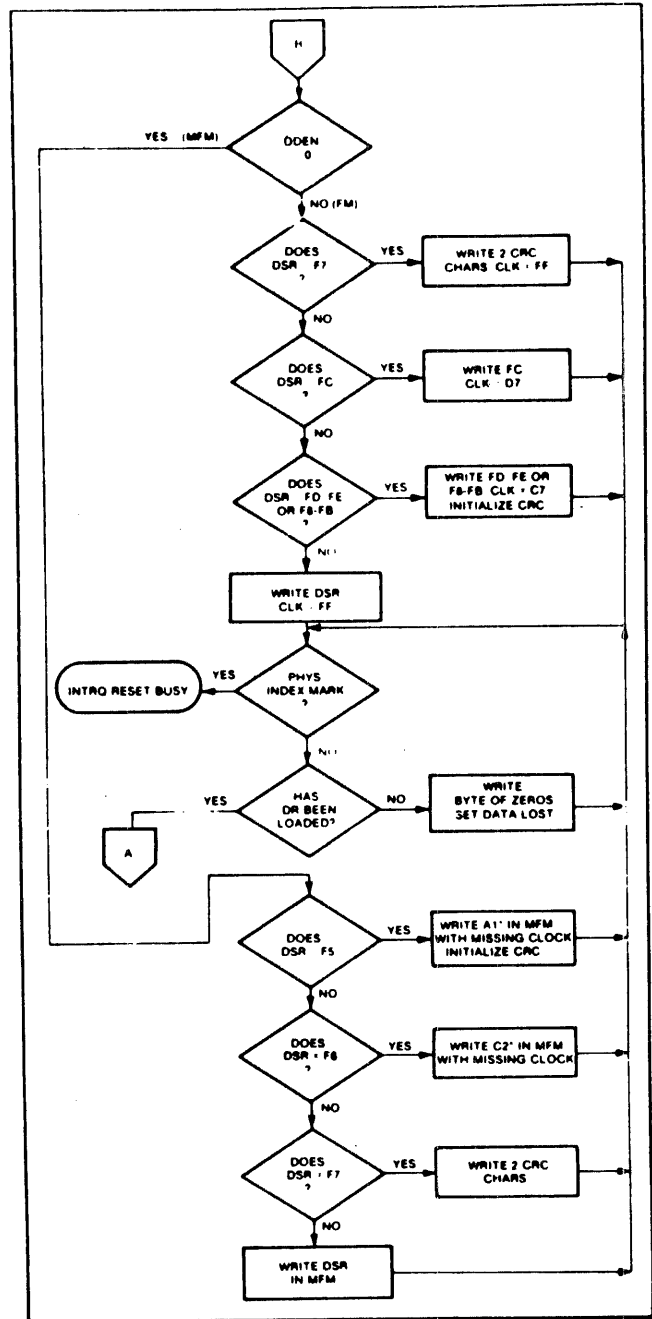 H
YES (MFM)
DDEN
0
NO (FM)
DOES
DSR F7
?
YES
WRITE 2 CRC
CHARS CLK - FF
NO
DOES
DSR FC
?
YES
WRITE FC
CLK - D7
NO
DOES
DSR FD FE
OR F8-FB
?
YES
WRITE FD FE OR
F8-FB CLK = C7
INITIALIZE CRC
NO
WRITE DSR
CLK - FF
PHYS
INDEX MARK
?
YES
INTRQ RESET BUSY
NO
HAS
DR BEEN
LOADED?
YES
A
NO
WRITE
BYTE OF ZEROS
SET DATA LOST
DOES
DSR F5
YES
WRITE A1* IN MFM
WITH MISSING CLOCK
INITIALIZE CRC
NO
DOES
DSR = F6
?
YES
WRITE C2* IN MFM
WITH MISSING CLOCK
NO
DOES
DSR = F7
?
YES
WRITE 2 CRC
CHARS
NO
WRITE DSR
IN MFM